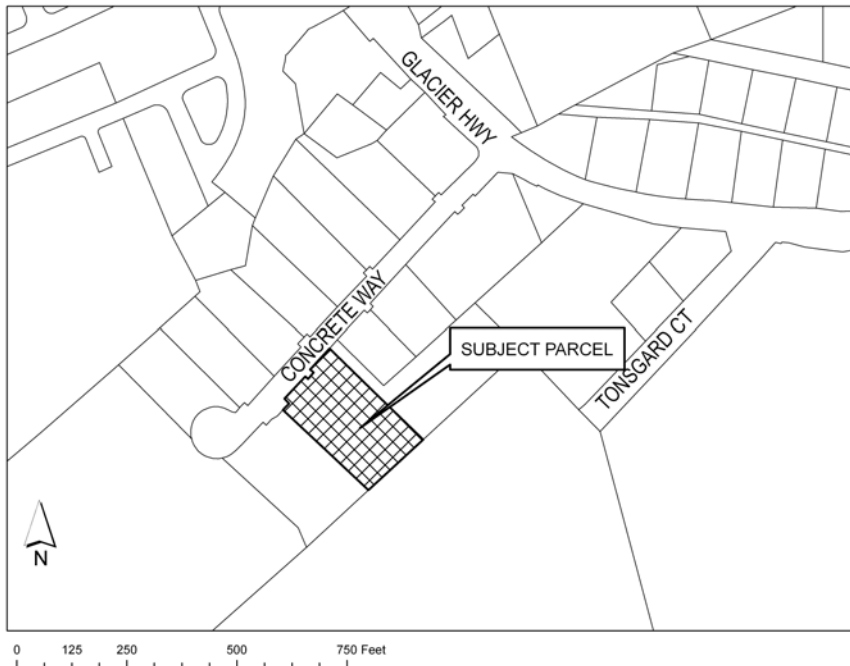 GLACIER HWY
CONCRETE WAY
SUBJECT PARCEL
TONSGARD CT
N
0 125 250 500 750 Feet